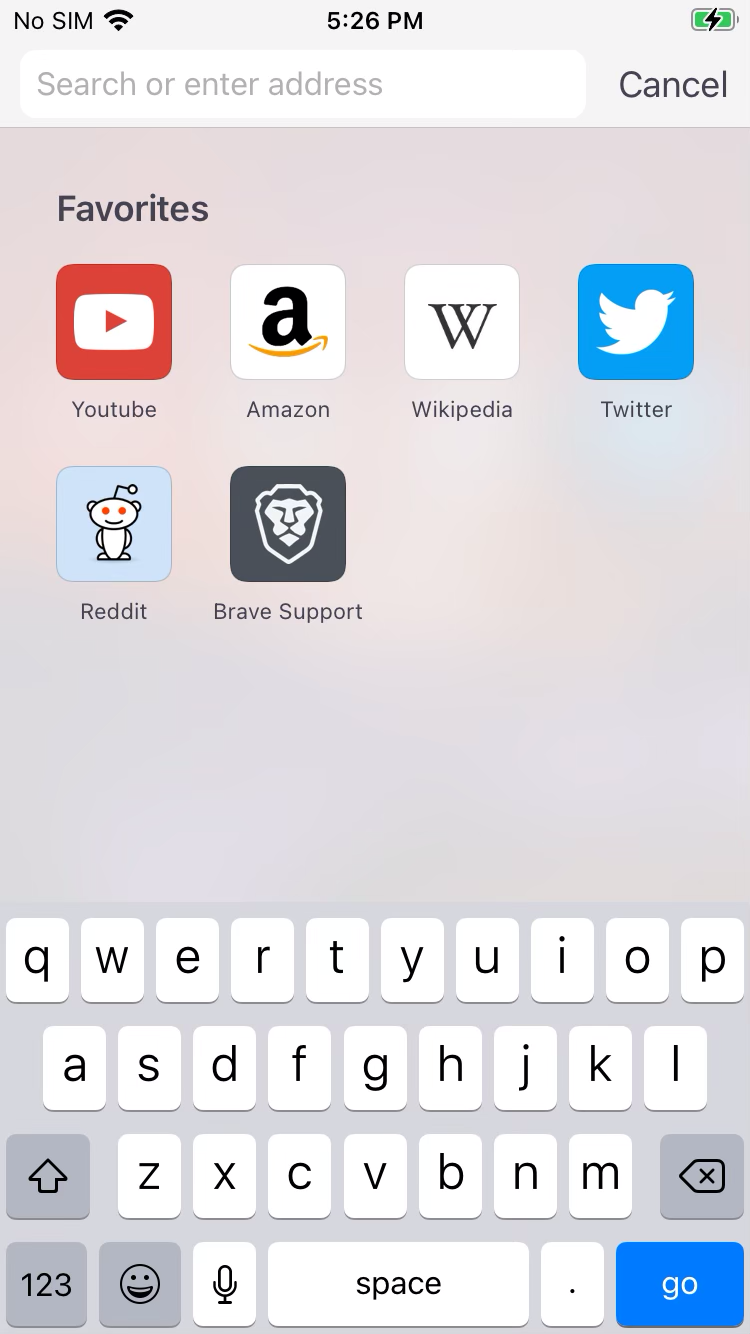 No SIM 5:26 PM
Search or enter address Cancel
Favorites
Youtube Amazon Wikipedia Twitter
Reddit Brave Support
q w e r t y u i o p
a s d f g h j k l
z x c v b n m
123 space . go